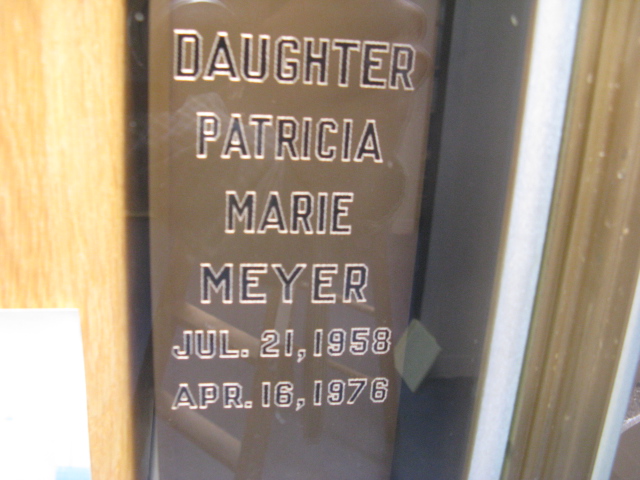 DAUGHTER
PATRICIA
MARIE
MEYER
JUL. 21, 1958
APR. 16, 1976